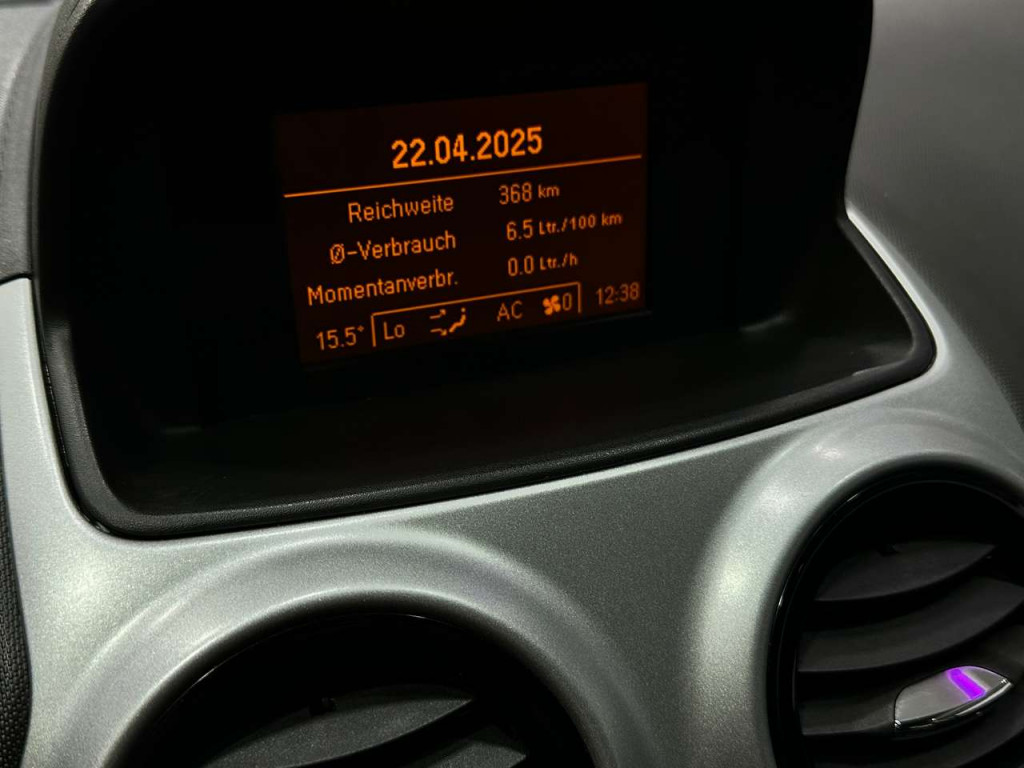 22.04.2025
Reichweite 368 km
Ø-Verbrauch 6.5 Ltr./100 km
Momentanverbr. 0.0 Ltr./h
15.5° Lo AC 0 12:38